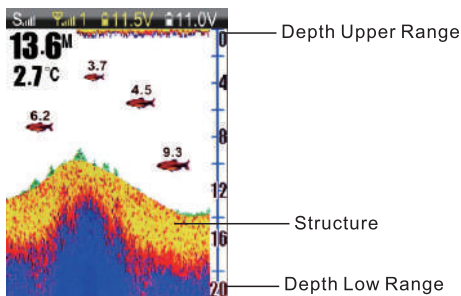 S 1 11.5V 11.0V
13.6M
2.7°C
3.7
4.5
6.2
9.3
0
4
8
12
16
20
Depth Upper Range
Structure
Depth Low Range